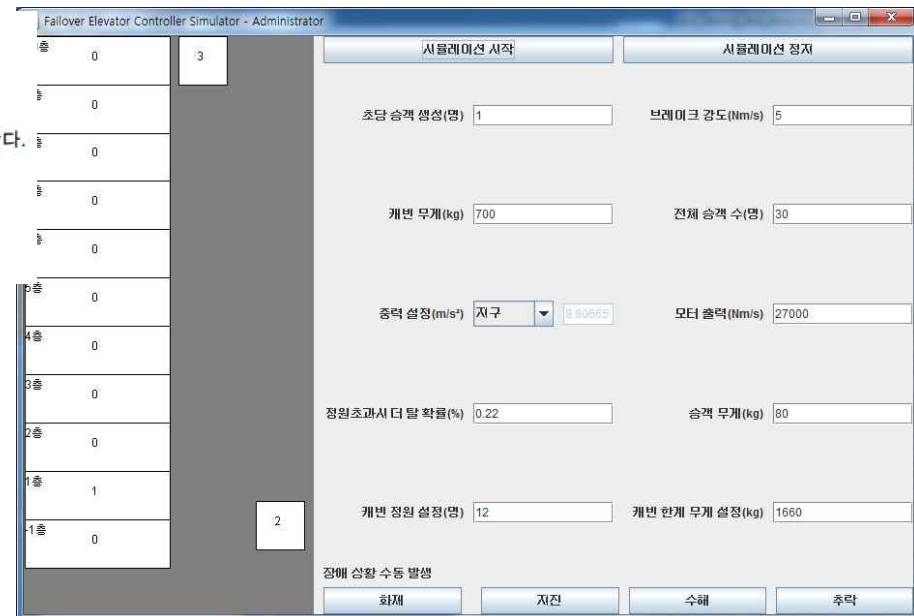 Failover Elevator Controller Simulator - Administrator
층
0
3
시뮬레이션 시작
시뮬레이션 정지
층
0
초당 승객 생성(명) 1
브레이크 강도(Nm/s) 5
다.
층
0
층
0
캐빈 무게(kg) 700
전체 승객 수(명) 30
층
0
5층
0
중력 설정(m/s²) 지구 9.80665
모터 출력(Nm/s) 27000
4층
0
3층
0
정원초과시 더 탈 확률(%) 0.22
승객 무게(kg) 80
2층
0
1층
1
캐빈 정원 설정(명) 12
캐빈 한계 무게 설정(kg) 1660
2
-1층
0
장애 상황 수동 발생
화재
지진
수해
추락